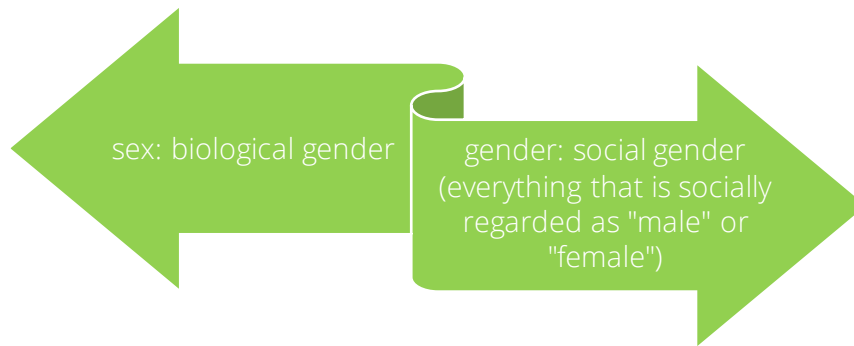 sex: biological gender
gender: social gender
(everything that is socially
regarded as "male" or
"female")